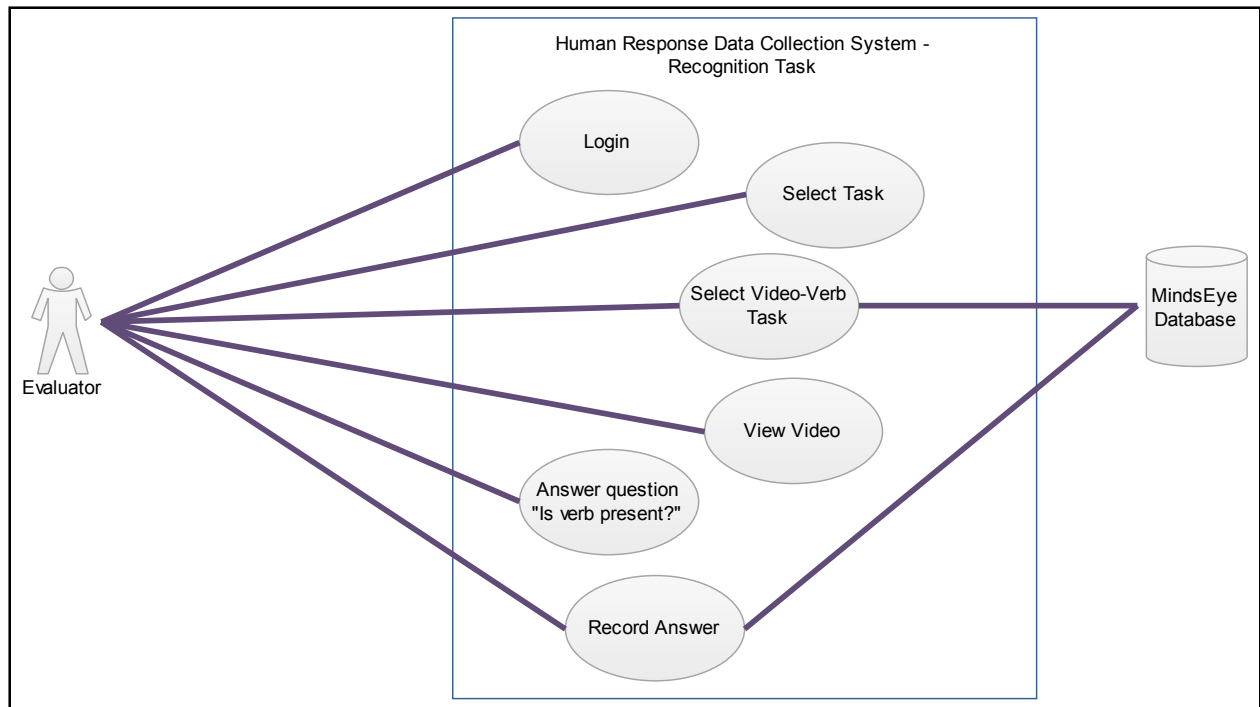 Human Response Data Collection System -
Recognition Task
Login
Select Task
Select Video-Verb
Task
MindsEye
Database
Evaluator
View Video
Answer question
"Is verb present?"
Record Answer